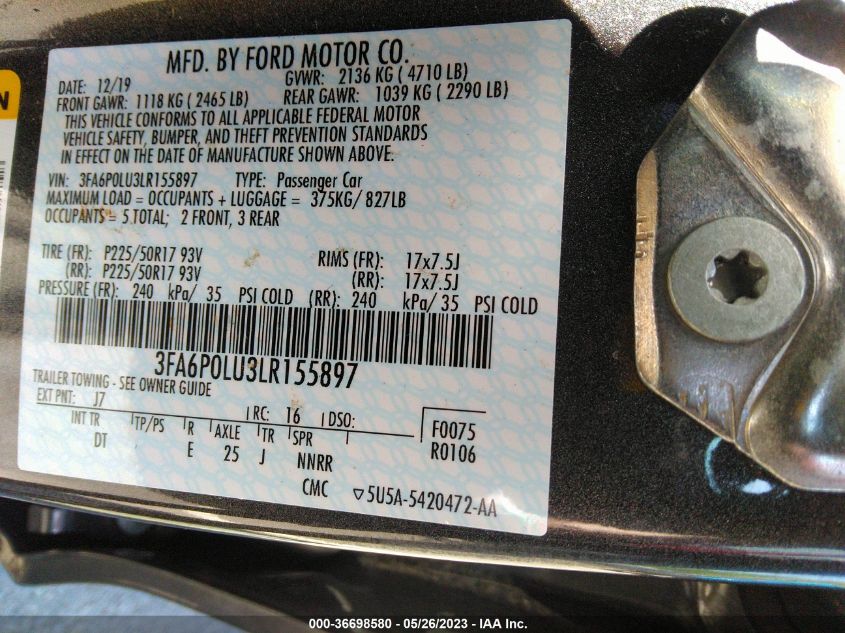 N
MFD. BY FORD MOTOR CO.
DATE: 12/19 GVWR: 2136 KG ( 4710 LB)
FRONT GAWR: 1118 KG ( 2465 LB) REAR GAWR: 1039 KG ( 2290 LB)
THIS VEHICLE CONFORMS TO ALL APPLICABLE FEDERAL MOTOR
VEHICLE SAFETY, BUMPER, AND THEFT PREVENTION STANDARDS
IN EFFECT ON THE DATE OF MANUFACTURE SHOWN ABOVE.
VIN: 3FA6P0LU3LR155897 TYPE: Passenger Car
MAXIMUM LOAD = OCCUPANTS + LUGGAGE = 375KG/ 827LB
OCCUPANTS = 5 TOTAL; 2 FRONT, 3 REAR
TIRE (FR): P225/50R17 93V RIMS (FR): 17x7.5J
(RR): P225/50R17 93V (RR): 17x7.5J
PRESSURE (FR): 240 kPa/ 35 PSI COLD (RR): 240 kPa/ 35 PSI COLD
3FA6P0LU3LR155897
TRAILER TOWING - SEE OWNER GUIDE
EXT PNT: J7 RC: 16 DSO:
INT TR TP/PS R AXLE TR SPR F0075
DT E 25 J NNRR R0106
CMC ▽5U5A-5420472-AA
000-36698580 / 05/26/2023 - IAA Inc.